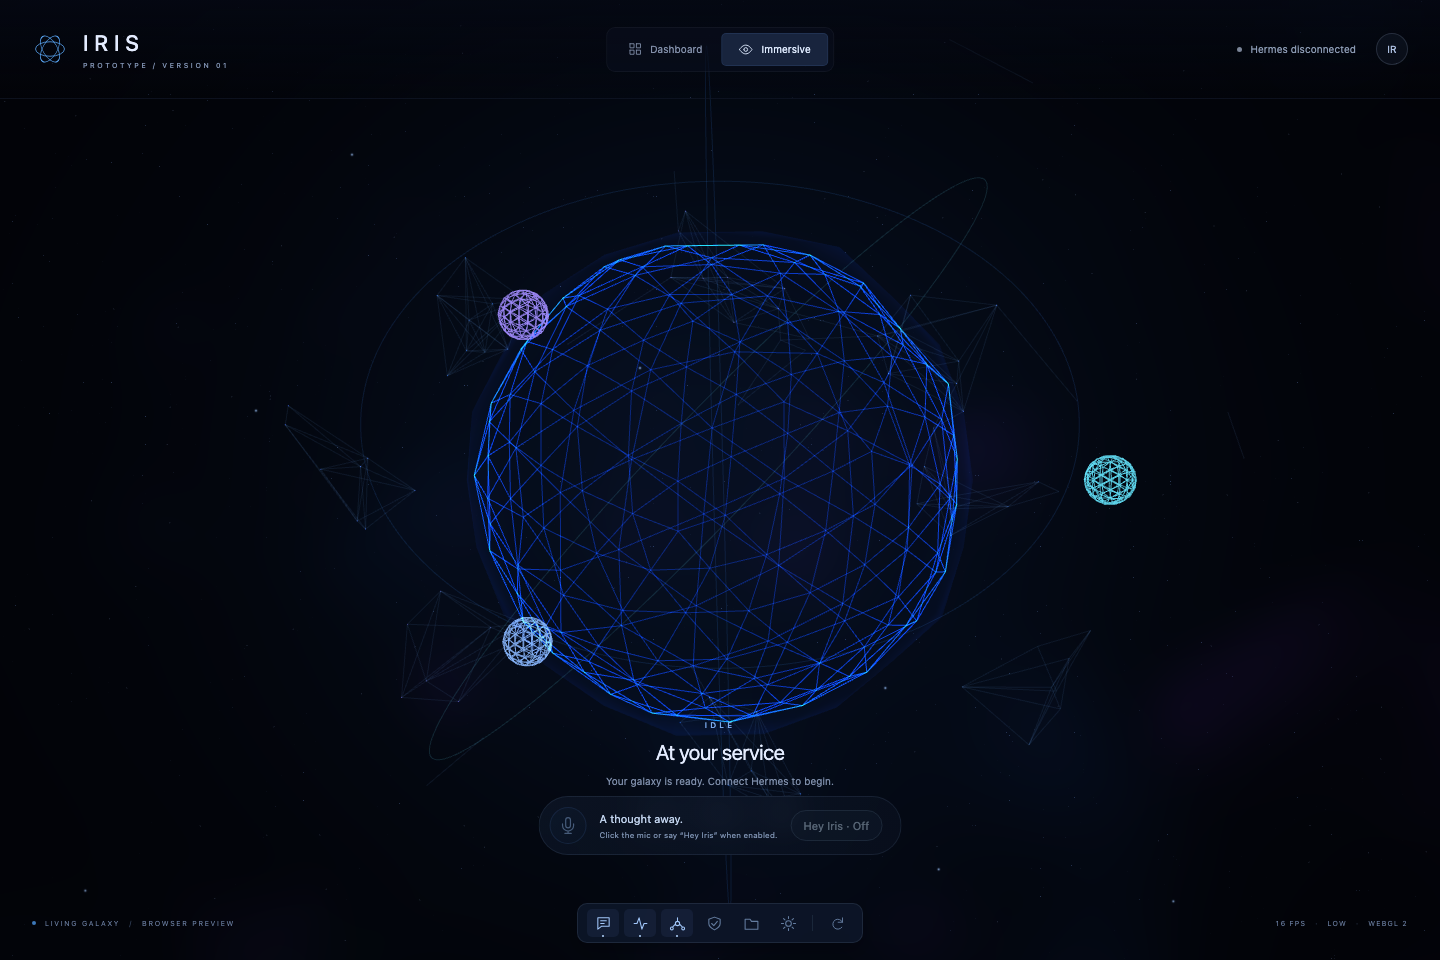 IRIS
PROTOTYPE / VERSION 01
Dashboard
Immersive
Hermes disconnected
IR
IDLE
At your service
Your galaxy is ready. Connect Hermes to begin.
A thought away.
Click the mic or say “Hey Iris” when enabled.
Hey Iris · Off
LIVING GALAXY / BROWSER PREVIEW
16 FPS · LOW · WEBGL 2